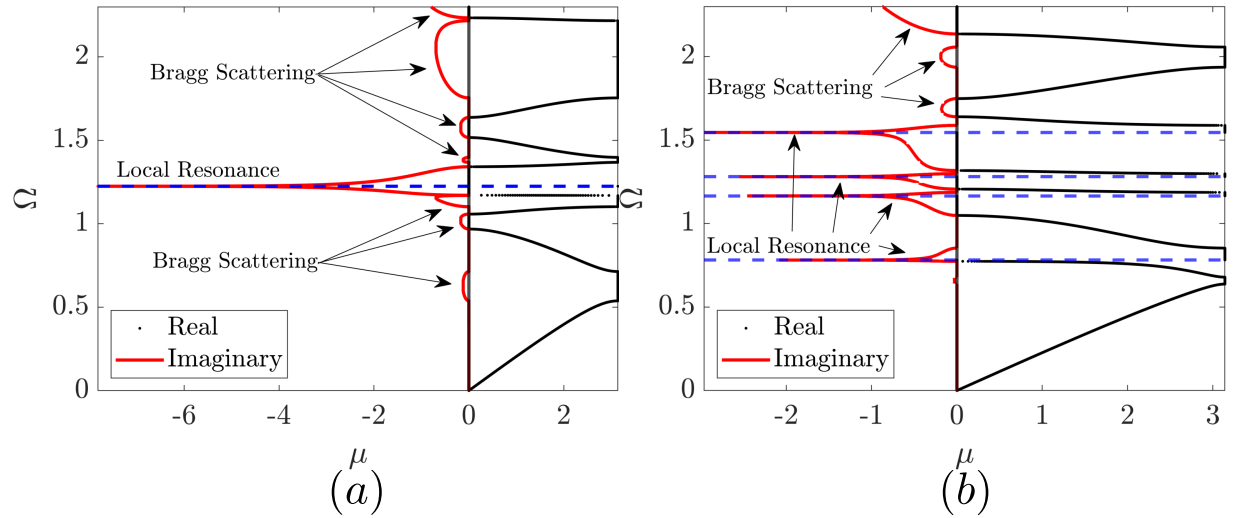 2
1.5
1
0.5
0
Ω
Bragg Scattering
Local Resonance
Bragg Scattering
Real
Imaginary
-6
-4
-2
0
2
μ
(a)
2
1.5
1
0.5
0
Ω
Bragg Scattering
Local Resonance
Real
Imaginary
-2
-1
0
1
2
3
μ
(b)